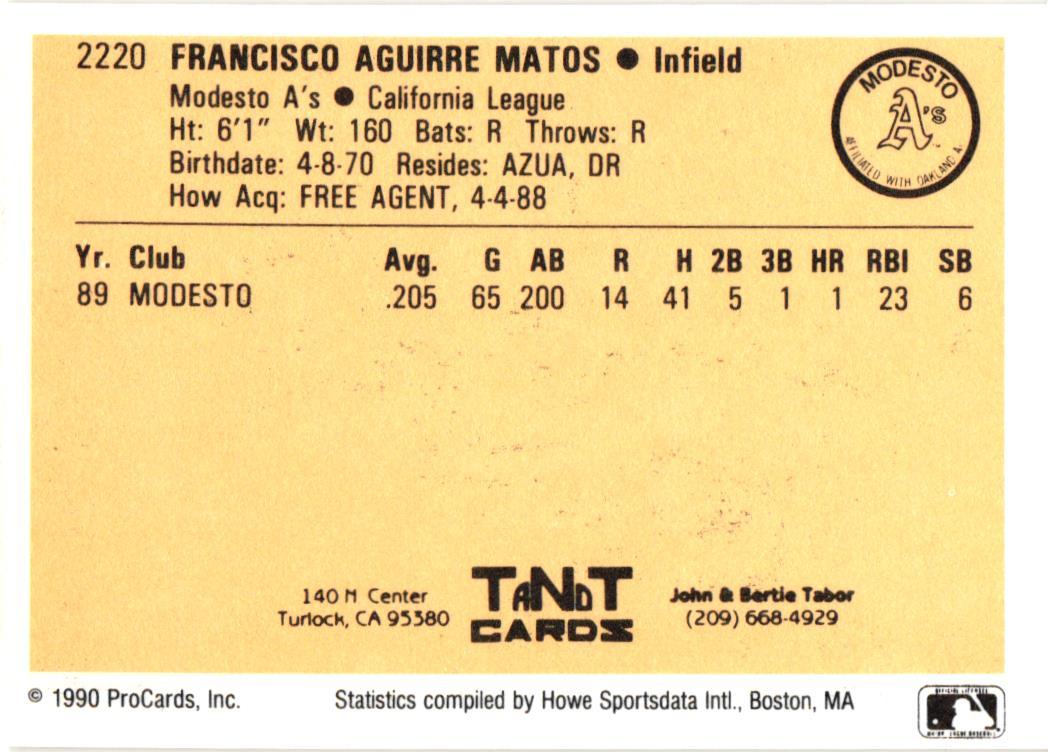 2220 FRANCISCO AGUIRRE MATOS ● Infield
Modesto A's ● California League
Ht: 6'1" Wt: 160 Bats: R Throws: R
Birthdate: 4-8-70 Resides: AZUA, DR
How Acq: FREE AGENT, 4-4-88
MODESTO
A's
AFFILIATED WITH OAKLAND A.
Yr. Club Avg. G AB R H 2B 3B HR RBI SB
89 MODESTO .205 65 200 14 41 5 1 1 23 6
140 M Center
Turlock, CA 95380
TANDT
CARDS
John & Bertie Tabor
(209) 668-4929
© 1990 ProCards, Inc. Statistics compiled by Howe Sportsdata Intl., Boston, MA